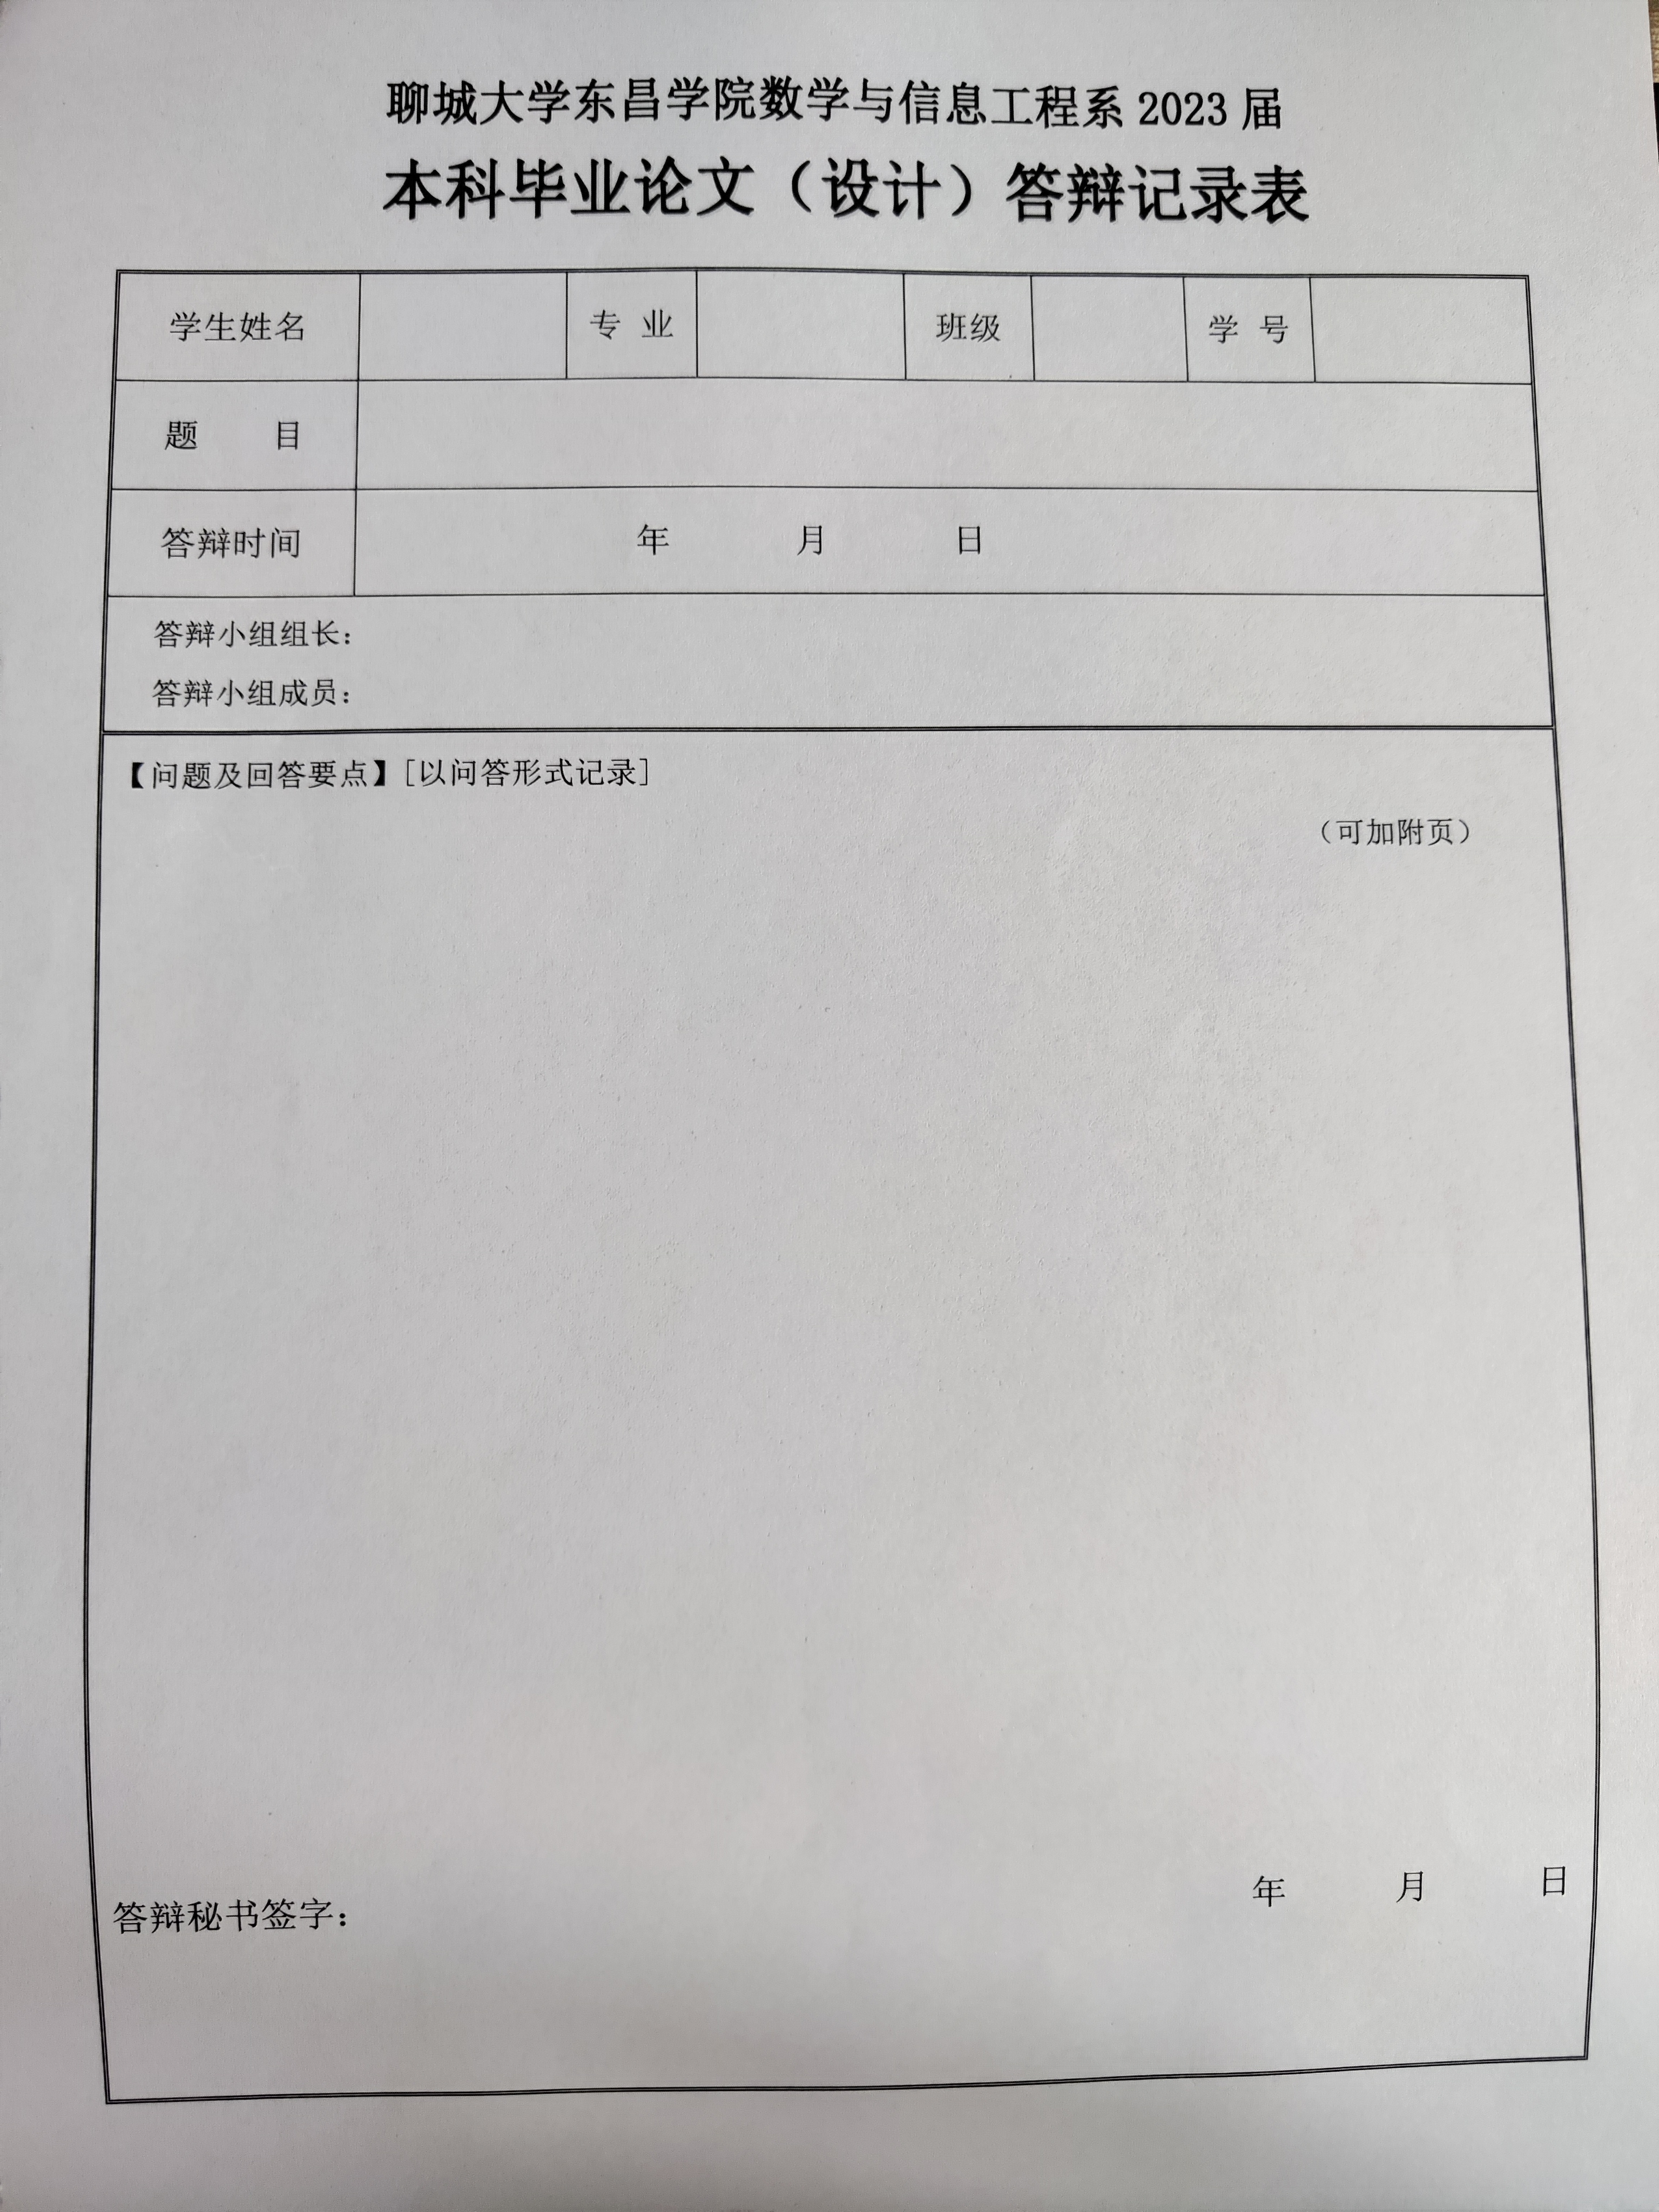 聊城大学东昌学院数学与信息工程系 2023 届
本科毕业论文（设计）答辩记录表
学生姓名 专 业 班级 学 号
题 目
答辩时间 年 月 日
答辩小组组长：
答辩小组成员：
【问题及回答要点】[以问答形式记录]
（可加附页）
答辩秘书签字： 年 月 日